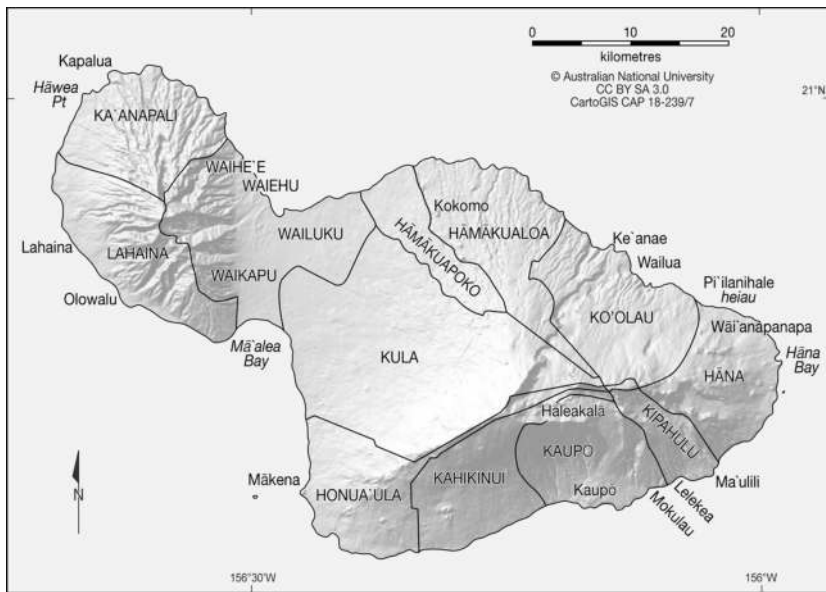 0 10 20
kilometres
© Australian National University
CC BY SA 3.0
CartoGIS CAP 18-239/7
21°N
Kapalua
Hāwea
Pt
KA`ANAPALI
WAIHE`E
WAIEHU
Kokomo
HĀMĀKUALOA
HĀMĀKUAPOKO
WAILUKU
Ke`anae
Wailua
Lahaina
LAHAINA
WAIKAPU
Olowalu
Pi`ilanihale
heiau
KO'OLAU
Wai`anapanapa
Mā`alea
Bay
KULA
Hāna
Bay
HĀNA
Haleakalā
KIPAHULU
KAUPŌ
Mākena
HONUA`ULA
KAHIKINUI
Kaupō
Ma`ulili
Lelekea
Mokulau
N
156°30'W
156°W